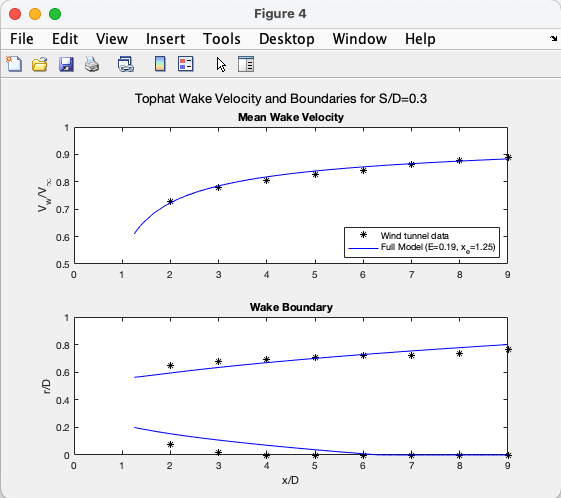 Figure 4
File Edit View Insert Tools Desktop Window Help
Tophat Wake Velocity and Boundaries for S/D=0.3
Mean Wake Velocity
1
0.9
0.8
0.7
0.6
0.5
V_w/V_∞
0 1 2 3 4 5 6 7 8 9
Wind tunnel data
Full Model (E=0.19, x_o=1.25)
Wake Boundary
1
0.8
0.6
0.4
0.2
0
r/D
0 1 2 3 4 5 6 7 8 9
x/D